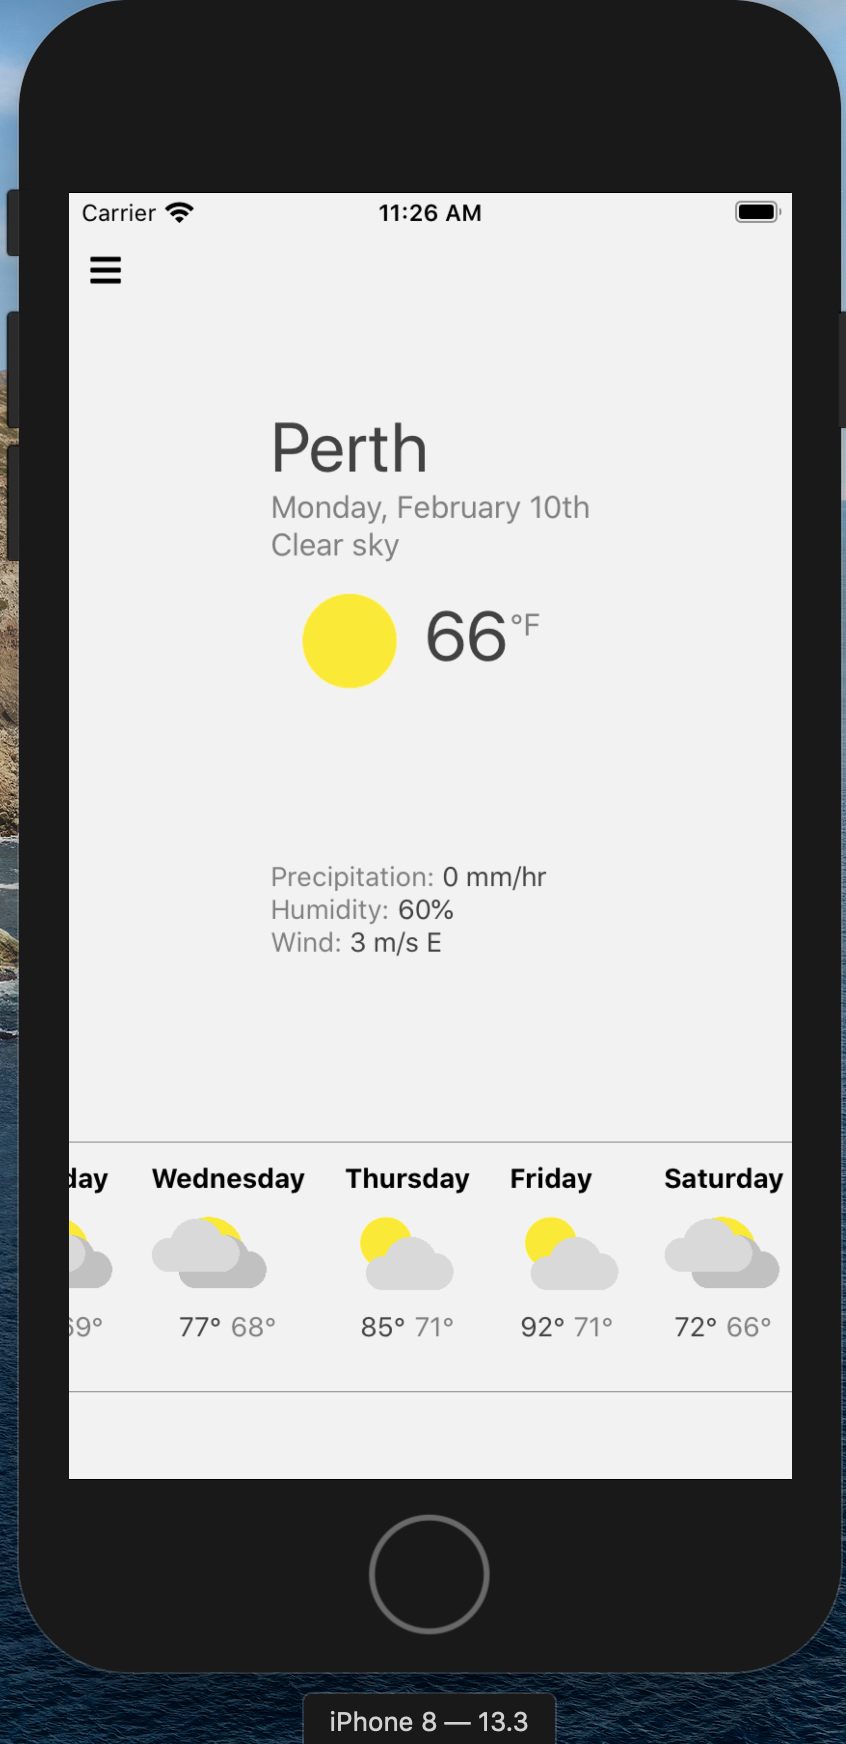 Carrier 11:26 AM
Perth
Monday, February 10th
Clear sky
66 °F
Precipitation: 0 mm/hr
Humidity: 60%
Wind: 3 m/s E
day Wednesday Thursday Friday Saturday
69° 77° 68° 85° 71° 92° 71° 72° 66°
iPhone 8 — 13.3